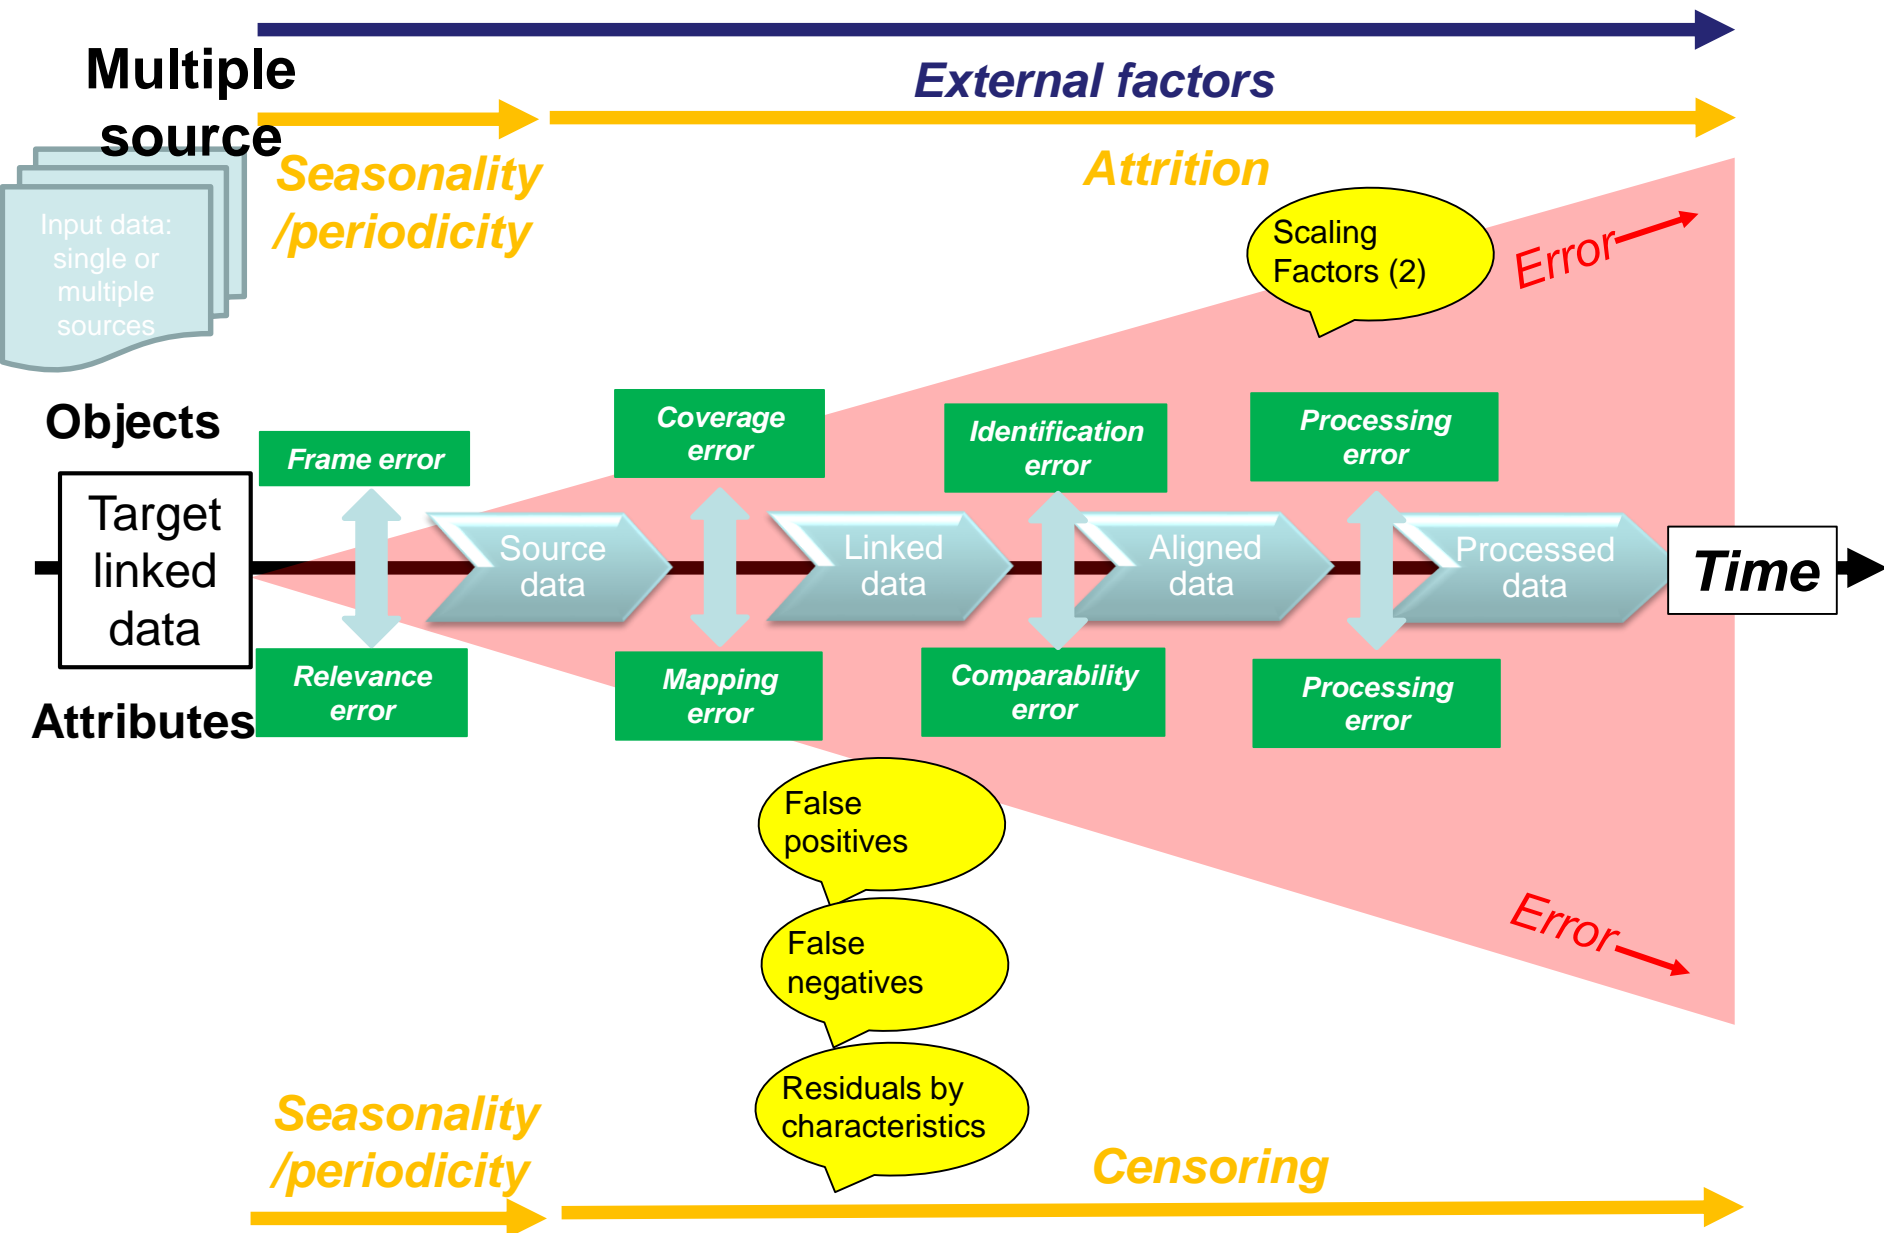 Multiple
source
External factors
Seasonality
/periodicity
Attrition
Input data:
single or
multiple
sources
Scaling
Factors (2)
Error
Objects
Frame error
Coverage
error
Identification
error
Processing
error
Target
linked
data
Source
data
Linked
data
Aligned
data
Processed
data
Time
Relevance
error
Mapping
error
Comparability
error
Processing
error
Attributes
False
positives
False
negatives
Error
Residuals by
characteristics
Seasonality
/periodicity
Censoring